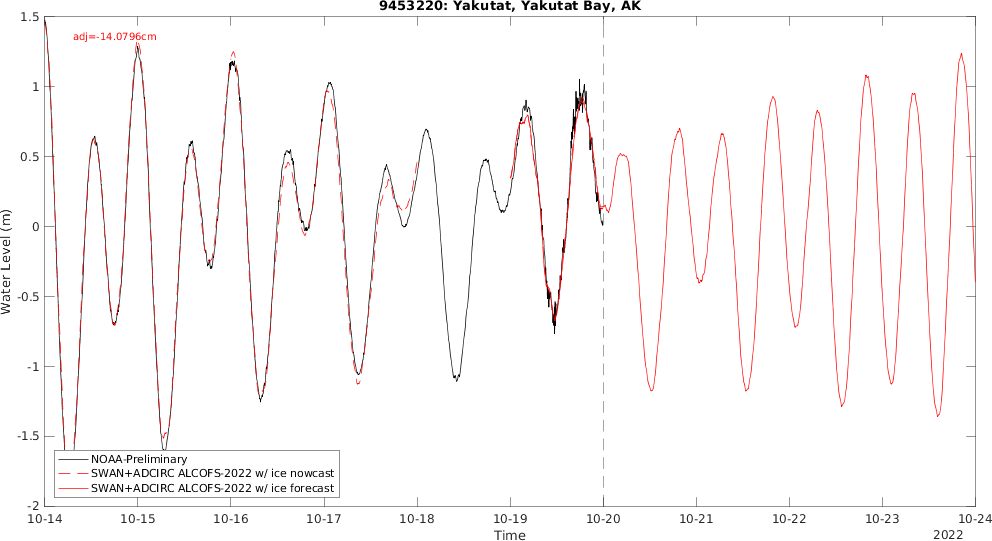 9453220: Yakutat, Yakutat Bay, AK
adj=-14.0796cm
1.5
1
0.5
0
-0.5
-1
-1.5
-2
Water Level (m)
NOAA-Preliminary
SWAN+ADCIRC ALCOFS-2022 w/ ice nowcast
SWAN+ADCIRC ALCOFS-2022 w/ ice forecast
10-14 10-15 10-16 10-17 10-18 10-19 10-20 10-21 10-22 10-23 10-24
Time
2022